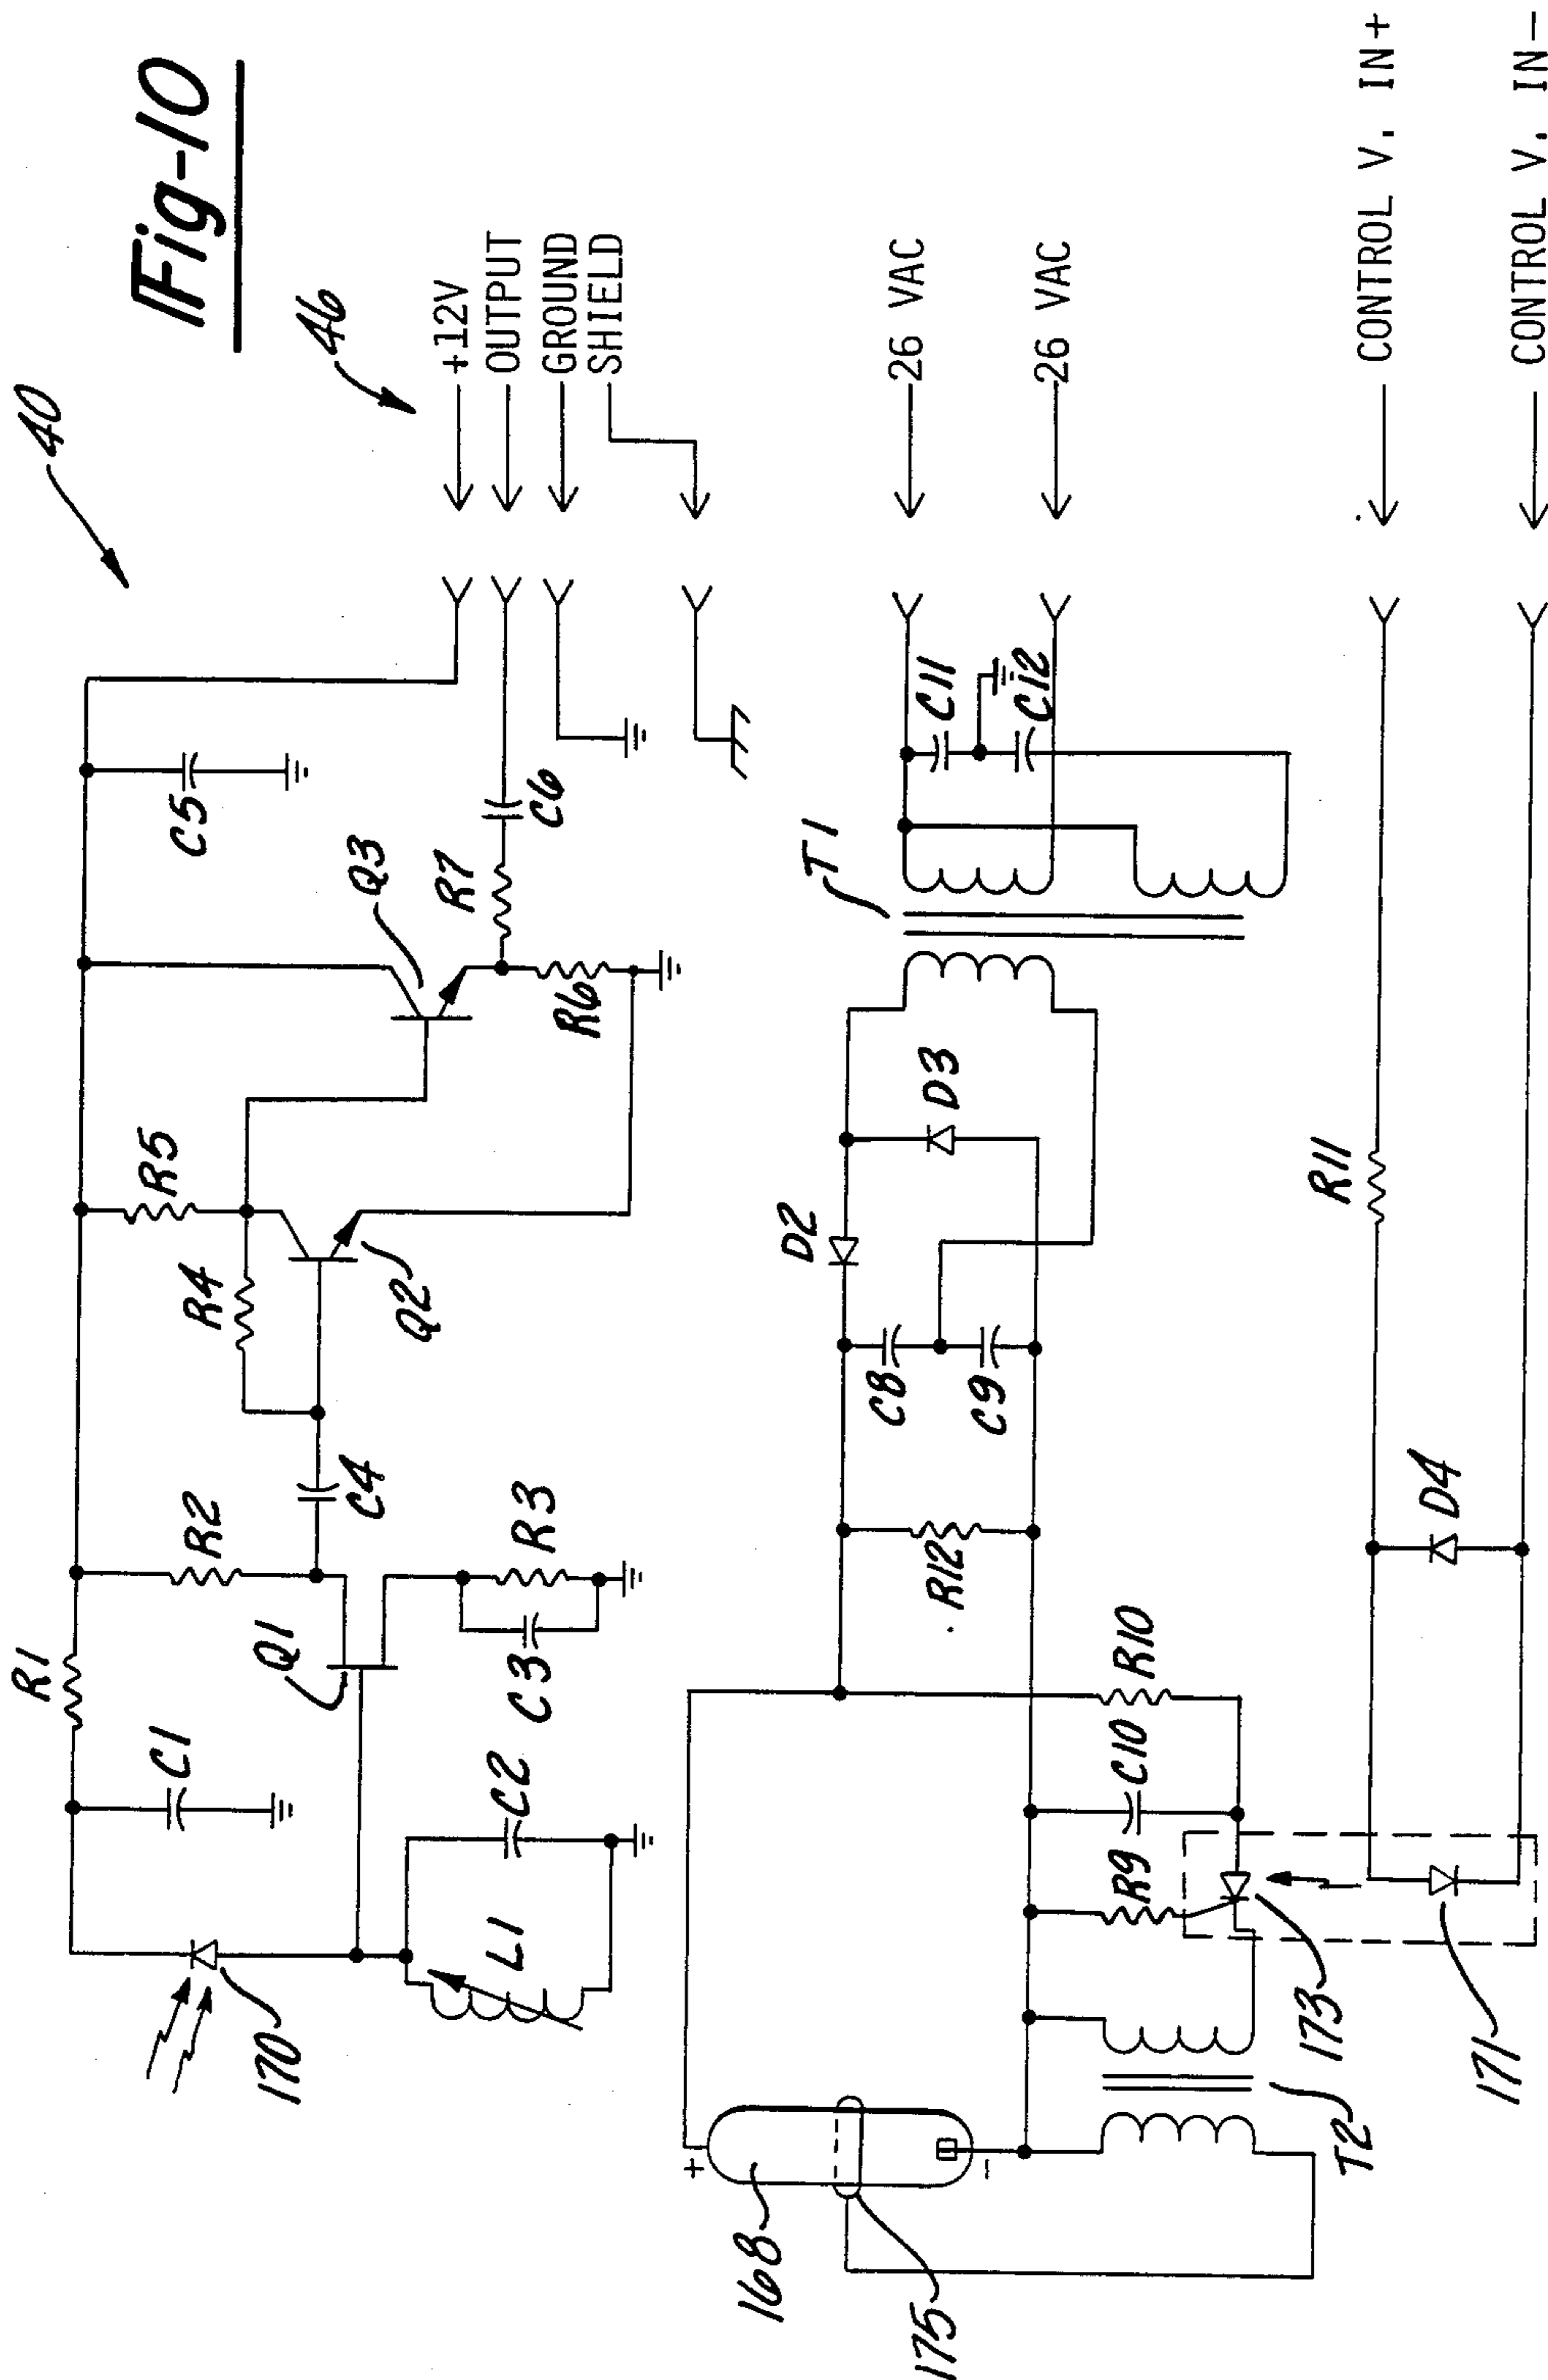 Fig-10
40
46
+12V
OUTPUT
GROUND
SHIELD
26 VAC
26 VAC
CONTROL V. IN+
CONTROL V. IN-
R1
C1
170
L1
C2
Q1
R2
C3
R3
C4
R4
Q2
R5
Q3
R6
R7
C6
C5
168
+
-
175
T2
R9
C10
R10
173
171
R12
C8
C9
D2
D3
T1
C11
C12
D4
R11